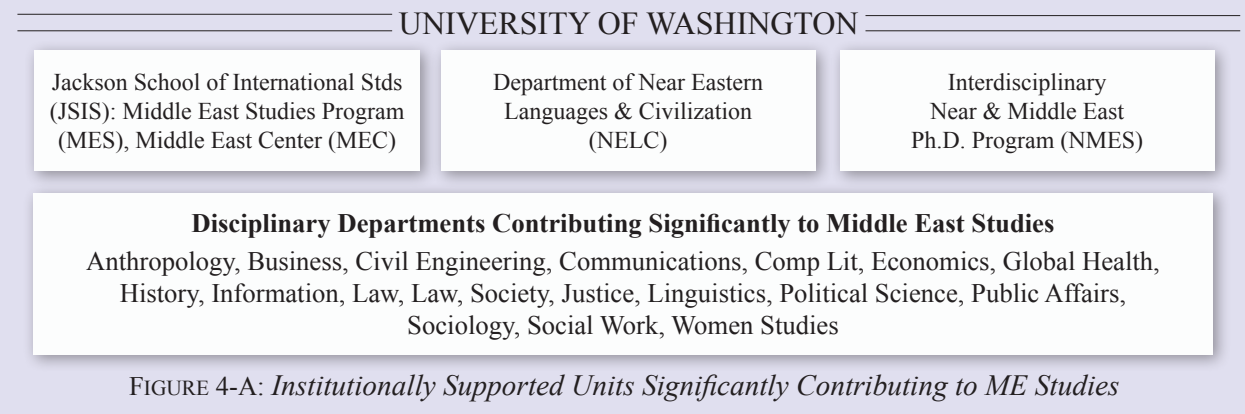 UNIVERSITY OF WASHINGTON
Jackson School of International Stds
(JSIS): Middle East Studies Program
(MES), Middle East Center (MEC)
Department of Near Eastern
Languages & Civilization
(NELC)
Interdisciplinary
Near & Middle East
Ph.D. Program (NMES)
Disciplinary Departments Contributing Significantly to Middle East Studies
Anthropology, Business, Civil Engineering, Communications, Comp Lit, Economics, Global Health,
History, Information, Law, Law, Society, Justice, Linguistics, Political Science, Public Affairs,
Sociology, Social Work, Women Studies
FIGURE 4-A: Institutionally Supported Units Significantly Contributing to ME Studies